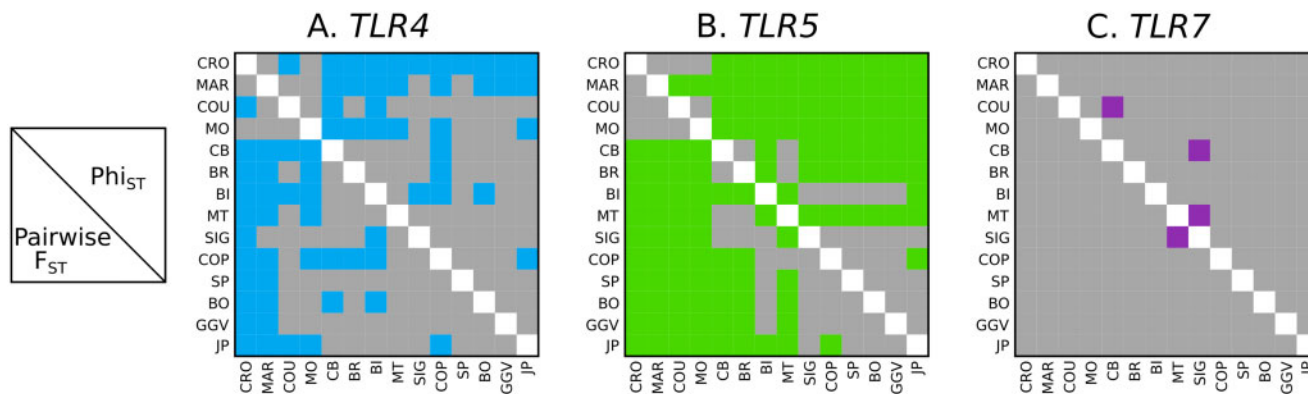 A. TLR4
B. TLR5
C. TLR7
Phi_ST
Pairwise
F_ST
CRO
MAR
COU
MO
CB
BR
BI
MT
SIG
COP
SP
BO
GGV
JP
CRO
MAR
COU
MO
CB
BR
BI
MT
SIG
COP
SP
BO
GGV
JP
CRO
MAR
COU
MO
CB
BR
BI
MT
SIG
COP
SP
BO
GGV
JP
CRO
MAR
COU
MO
CB
BR
BI
MT
SIG
COP
SP
BO
GGV
JP
CRO
MAR
COU
MO
CB
BR
BI
MT
SIG
COP
SP
BO
GGV
JP
CRO
MAR
COU
MO
CB
BR
BI
MT
SIG
COP
SP
BO
GGV
JP